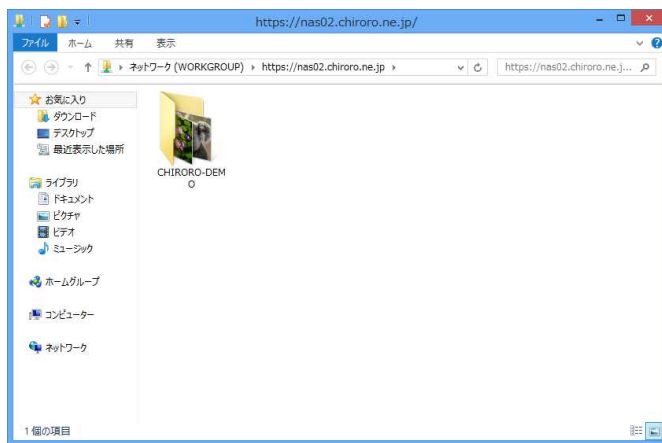 https://nas02.chiroro.ne.jp/
ファイル ホーム 共有 表示
ネットワーク (WORKGROUP) https://nas02.chiroro.ne.jp
https://nas02.chiroro.ne.j...
お気に入り
ダウンロード
デスクトップ
最近表示した場所
ライブラリ
ドキュメント
ピクチャ
ビデオ
ミュージック
ホームグループ
コンピューター
ネットワーク
CHIRORO-DEM
O
1 個の項目